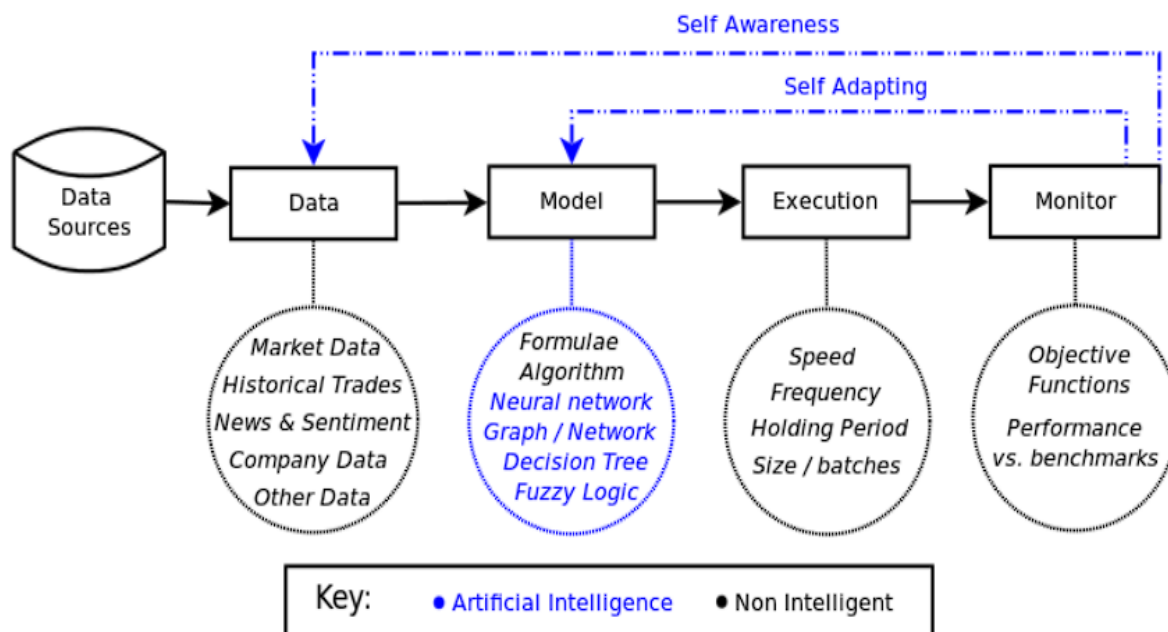 Self Awareness
Self Adapting
Data
Sources
Data
Model
Execution
Monitor
Market Data
Historical Trades
News & Sentiment
Company Data
Other Data
Formulae
Algorithm
Neural network
Graph / Network
Decision Tree
Fuzzy Logic
Speed
Frequency
Holding Period
Size / batches
Objective
Functions
Performance
vs. benchmarks
Key:
Artificial Intelligence
Non Intelligent